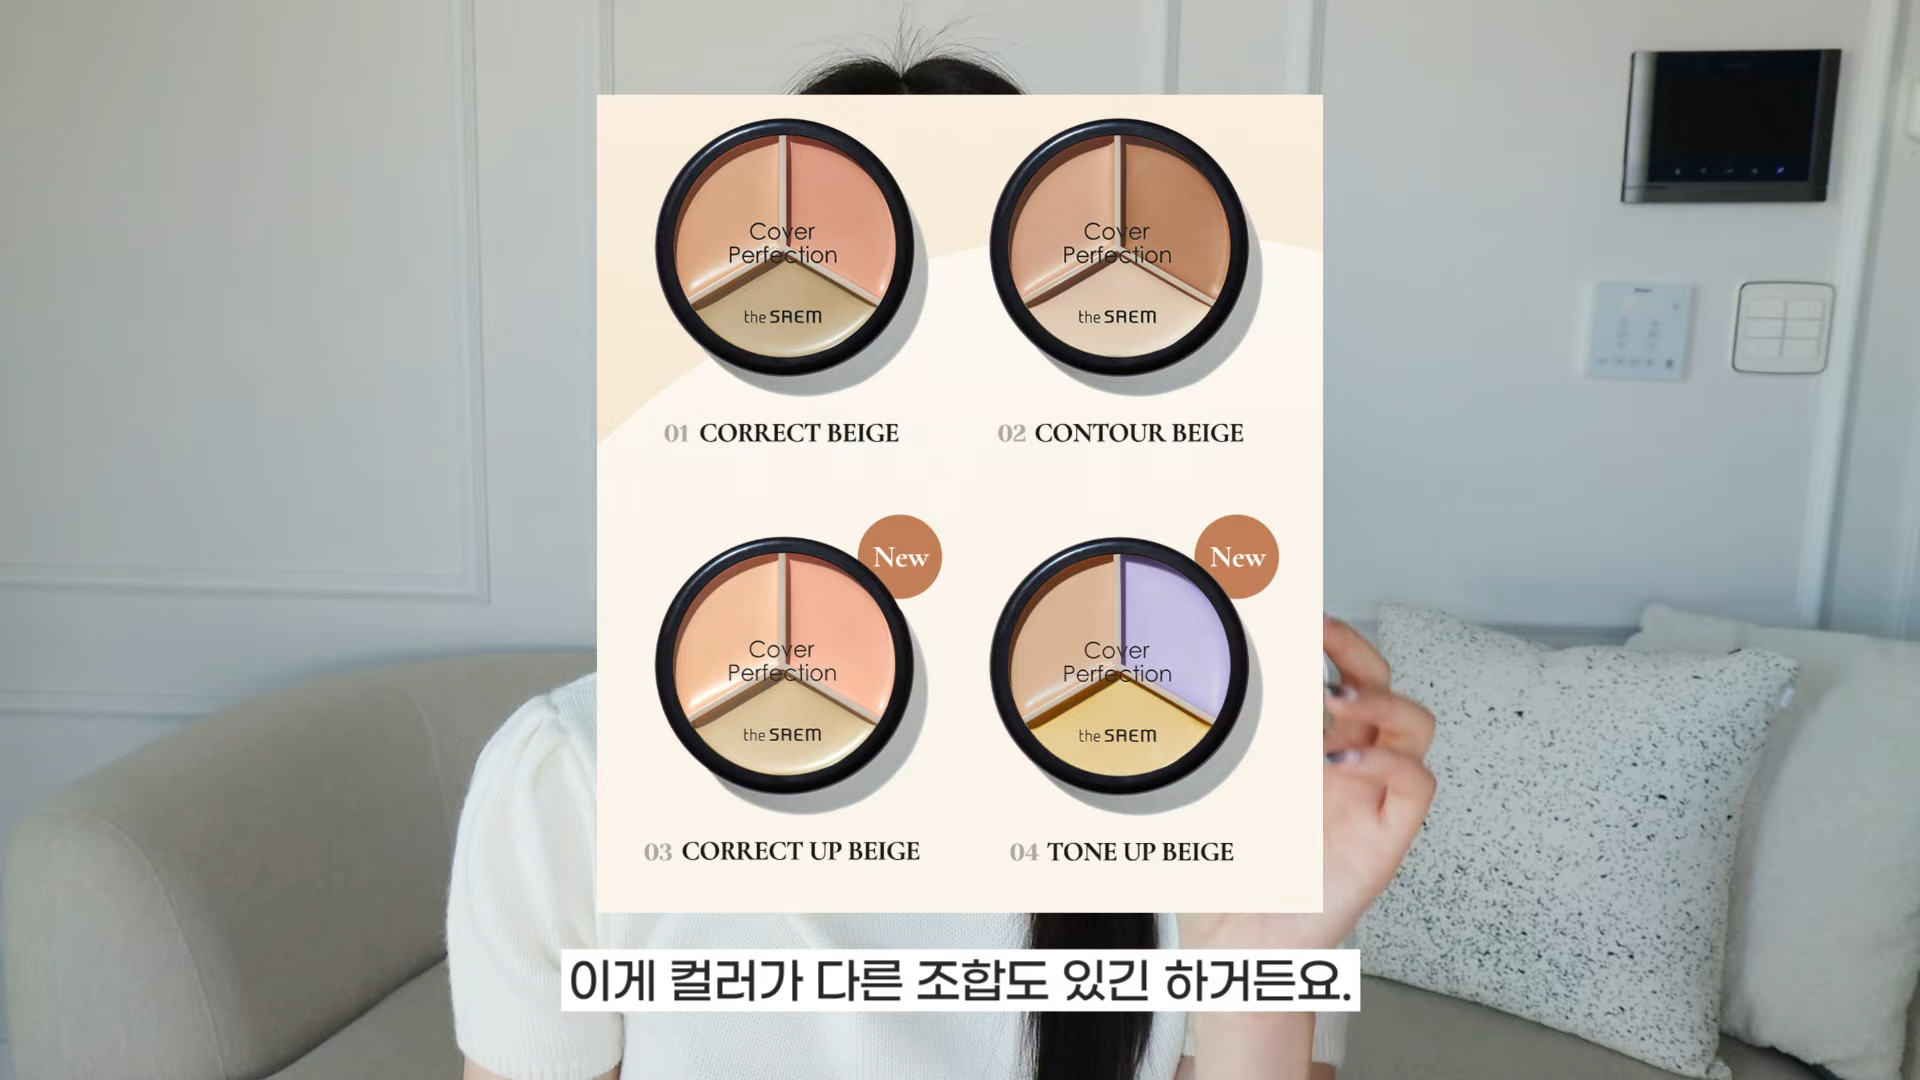 Cover
Perfection
the SAEM
01 CORRECT BEIGE
Cover
Perfection
the SAEM
02 CONTOUR BEIGE
New
Cover
Perfection
the SAEM
03 CORRECT UP BEIGE
New
Cover
Perfection
the SAEM
04 TONE UP BEIGE
이게 컬러가 다른 조합도 있긴 하거든요.